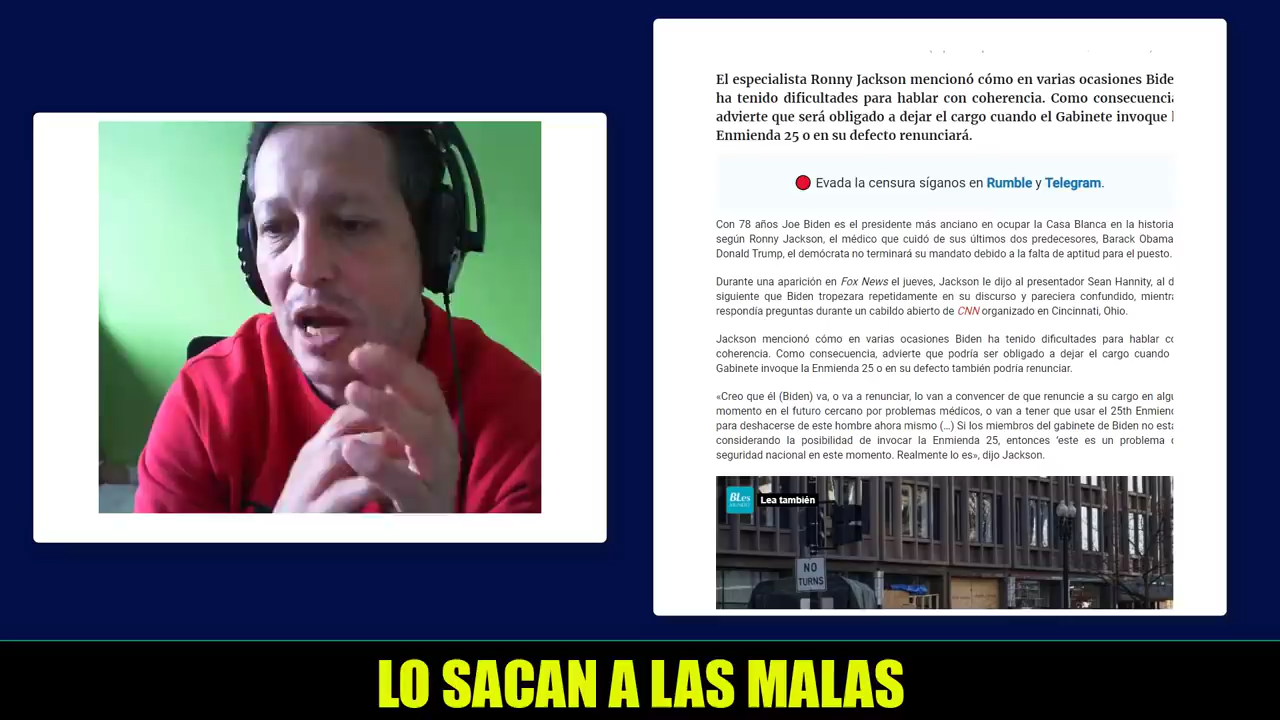 El especialista Ronny Jackson mencionó cómo en varias ocasiones Bide
ha tenido dificultades para hablar con coherencia. Como consecuencia
advierte que será obligado a dejar el cargo cuando el Gabinete invoque
Enmienda 25 o en su defecto renunciará.
Evada la censura síganos en Rumble y Telegram.
Con 78 años Joe Biden es el presidente más anciano en ocupar la Casa Blanca en la historia
según Ronny Jackson, el médico que cuidó de sus últimos dos predecesores, Barack Obama
Donald Trump, el demócrata no terminará su mandato debido a la falta de aptitud para el puesto.
Durante una aparición en Fox News el jueves, Jackson le dijo al presentador Sean Hannity, al d
siguiente que Biden tropezara repetidamente en su discurso y pareciera confundido, mientra
respondía preguntas durante un cabildo abierto de CNN organizado en Cincinnati, Ohio.
Jackson mencionó cómo en varias ocasiones Biden ha tenido dificultades para hablar co
coherencia. Como consecuencia, advierte que podría ser obligado a dejar el cargo cuando
Gabinete invoque la Enmienda 25 o en su defecto también podría renunciar.
«Creo que él (Biden) va, o va a renunciar, lo van a convencer de que renuncie a su cargo en algu
momento en el futuro cercano por problemas médicos, o van a tener que usar el 25th Enmienc
para deshacerse de este hombre ahora mismo (...) Si los miembros del gabinete de Biden no está
considerando la posibilidad de invocar la Enmienda 25, entonces 'este es un problema d
seguridad nacional en este momento. Realmente lo es», dijo Jackson.
BLes
Lea también
NO
TURNS
LO SACAN A LAS MALAS